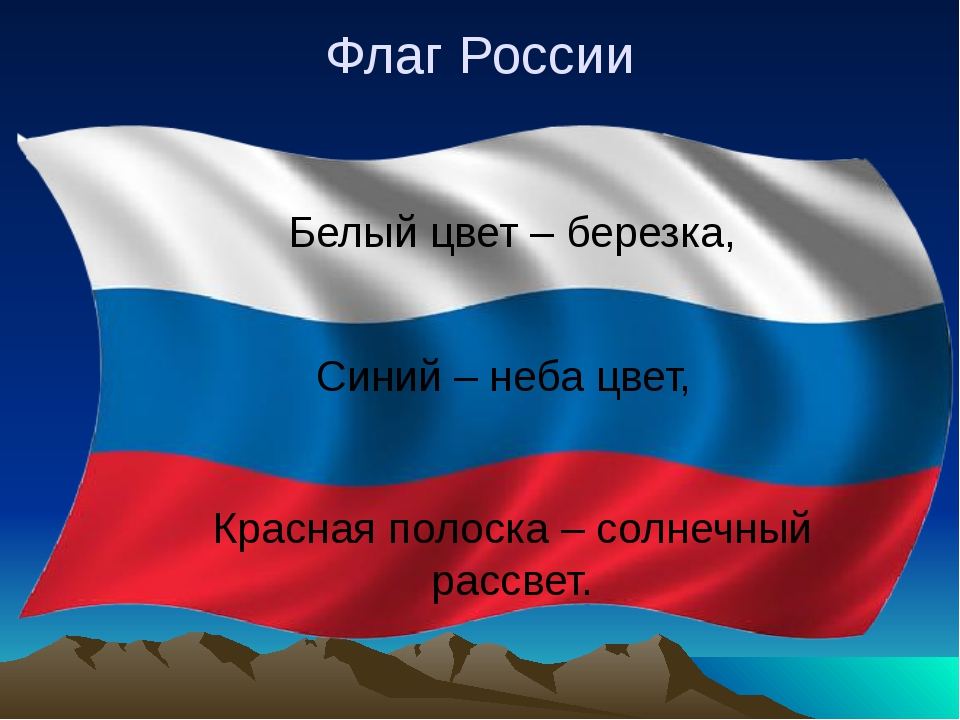 Флаг России
Белый цвет – березка,
Синий – неба цвет,
Красная полоска – солнечный
рассвет.